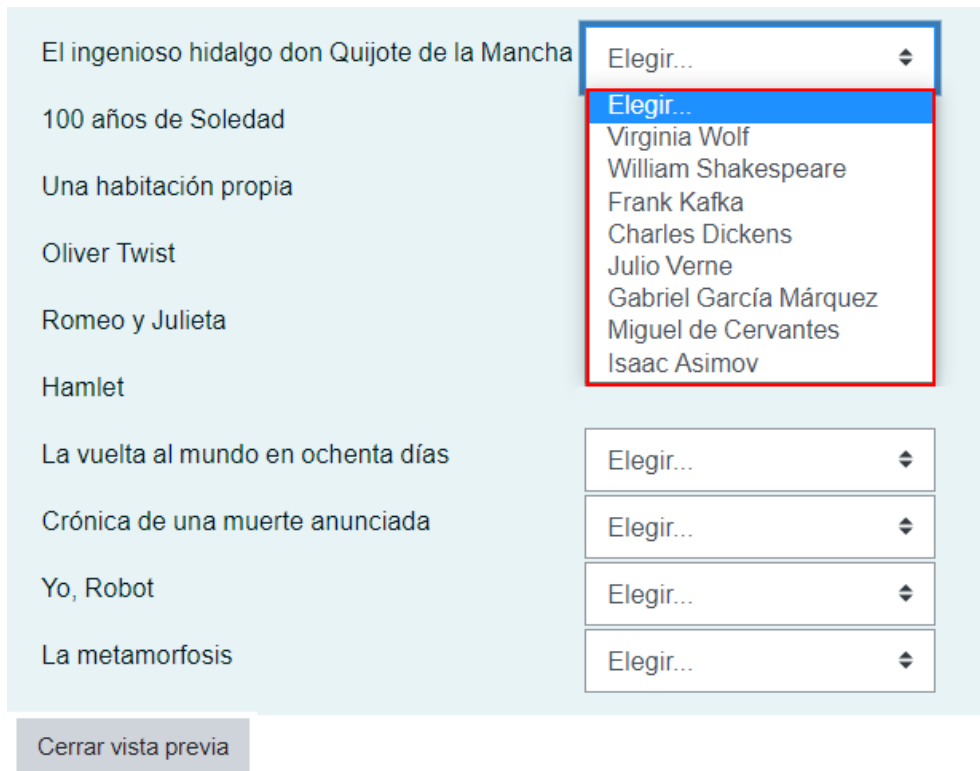 El ingenioso hidalgo don Quijote de la Mancha
Elegir...
Elegir...
Virginia Wolf
William Shakespeare
Frank Kafka
Charles Dickens
Julio Verne
Gabriel García Márquez
Miguel de Cervantes
Isaac Asimov
100 años de Soledad
Una habitación propia
Oliver Twist
Romeo y Julieta
Hamlet
La vuelta al mundo en ochenta días
Elegir...
Crónica de una muerte anunciada
Elegir...
Yo, Robot
Elegir...
La metamorfosis
Elegir...
Cerrar vista previa